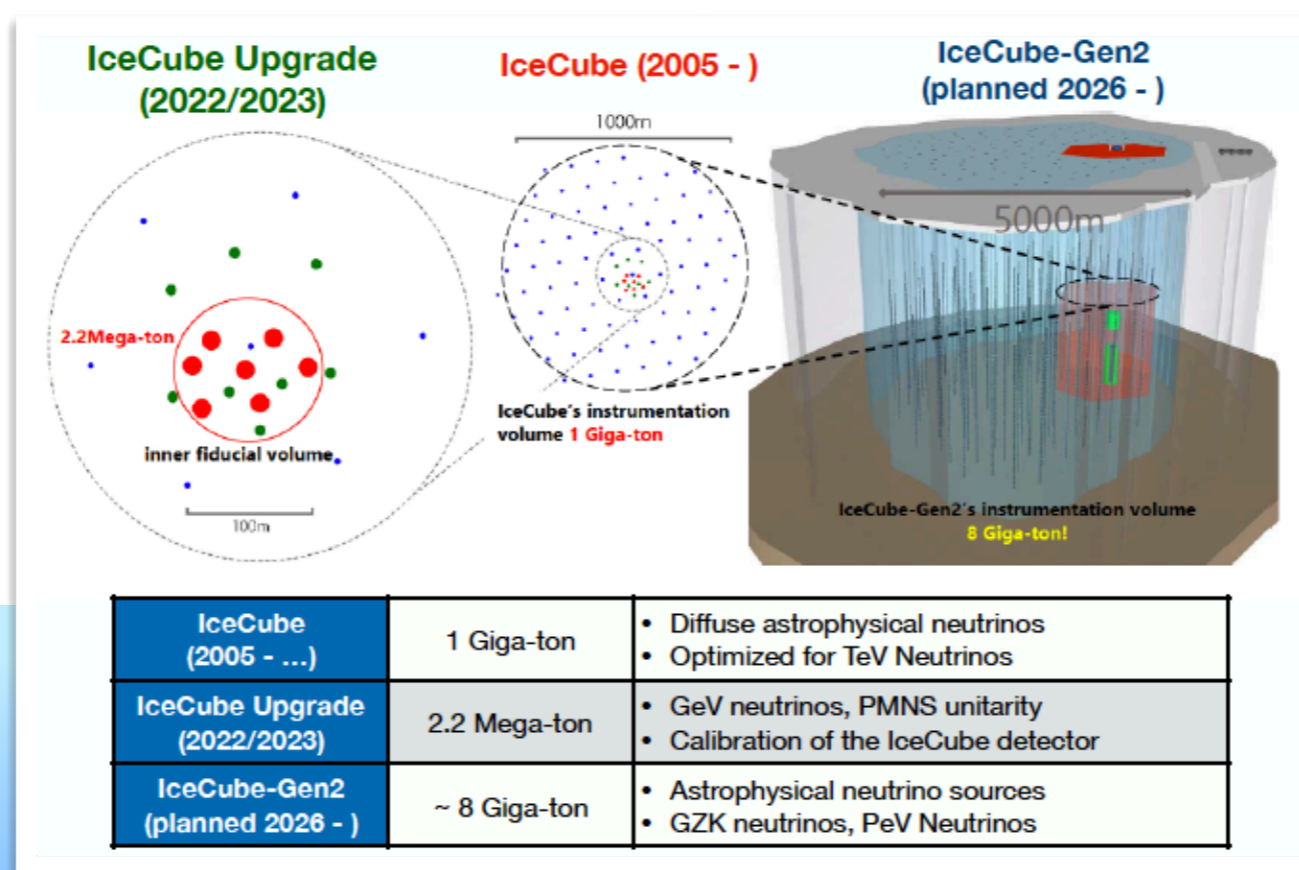 IceCube Upgrade
(2022/2023)
IceCube (2005 - )
IceCube-Gen2
(planned 2026 - )
1000m
5000m
2.2Mega-ton
inner fiducial volume
100m
IceCube's instrumentation
volume 1 Giga-ton
IceCube-Gen2's instrumentation volume
8 Giga-ton!
IceCube
(2005 - ...)
1 Giga-ton
• Diffuse astrophysical neutrinos
• Optimized for TeV Neutrinos
IceCube Upgrade
(2022/2023)
2.2 Mega-ton
• GeV neutrinos, PMNS unitarity
• Calibration of the IceCube detector
IceCube-Gen2
(planned 2026 - )
~ 8 Giga-ton
• Astrophysical neutrino sources
• GZK neutrinos, PeV Neutrinos